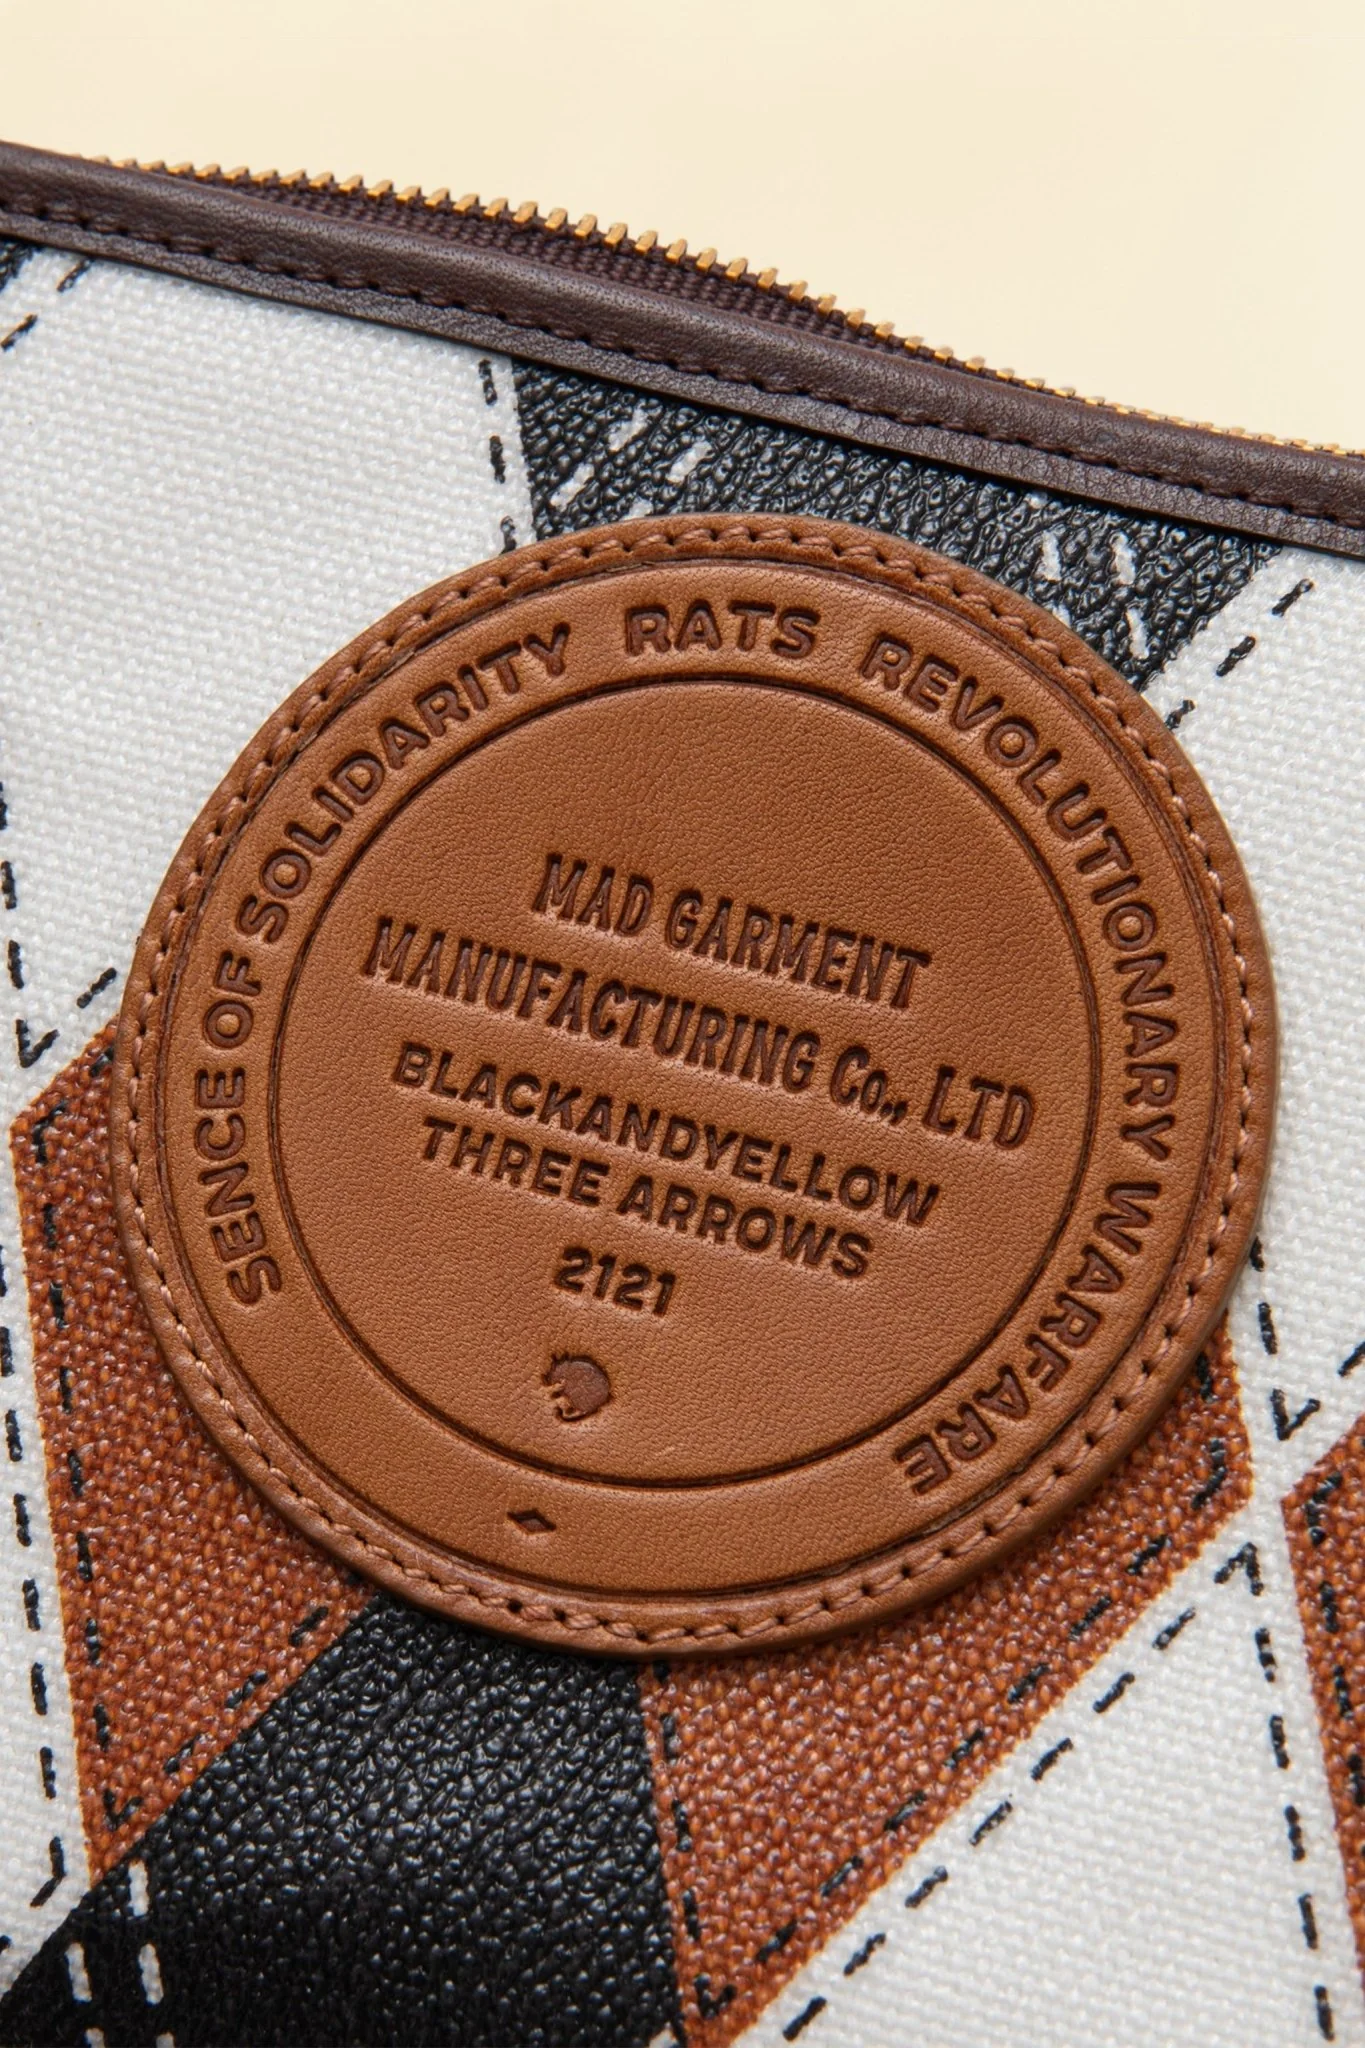 SENCE OF SOLIDARITY RATS REVOLUTIONARY WARFARE
MAD GARMENT
MANUFACTURING Co., LTD
BLACKANDYELLOW
THREE ARROWS
2121